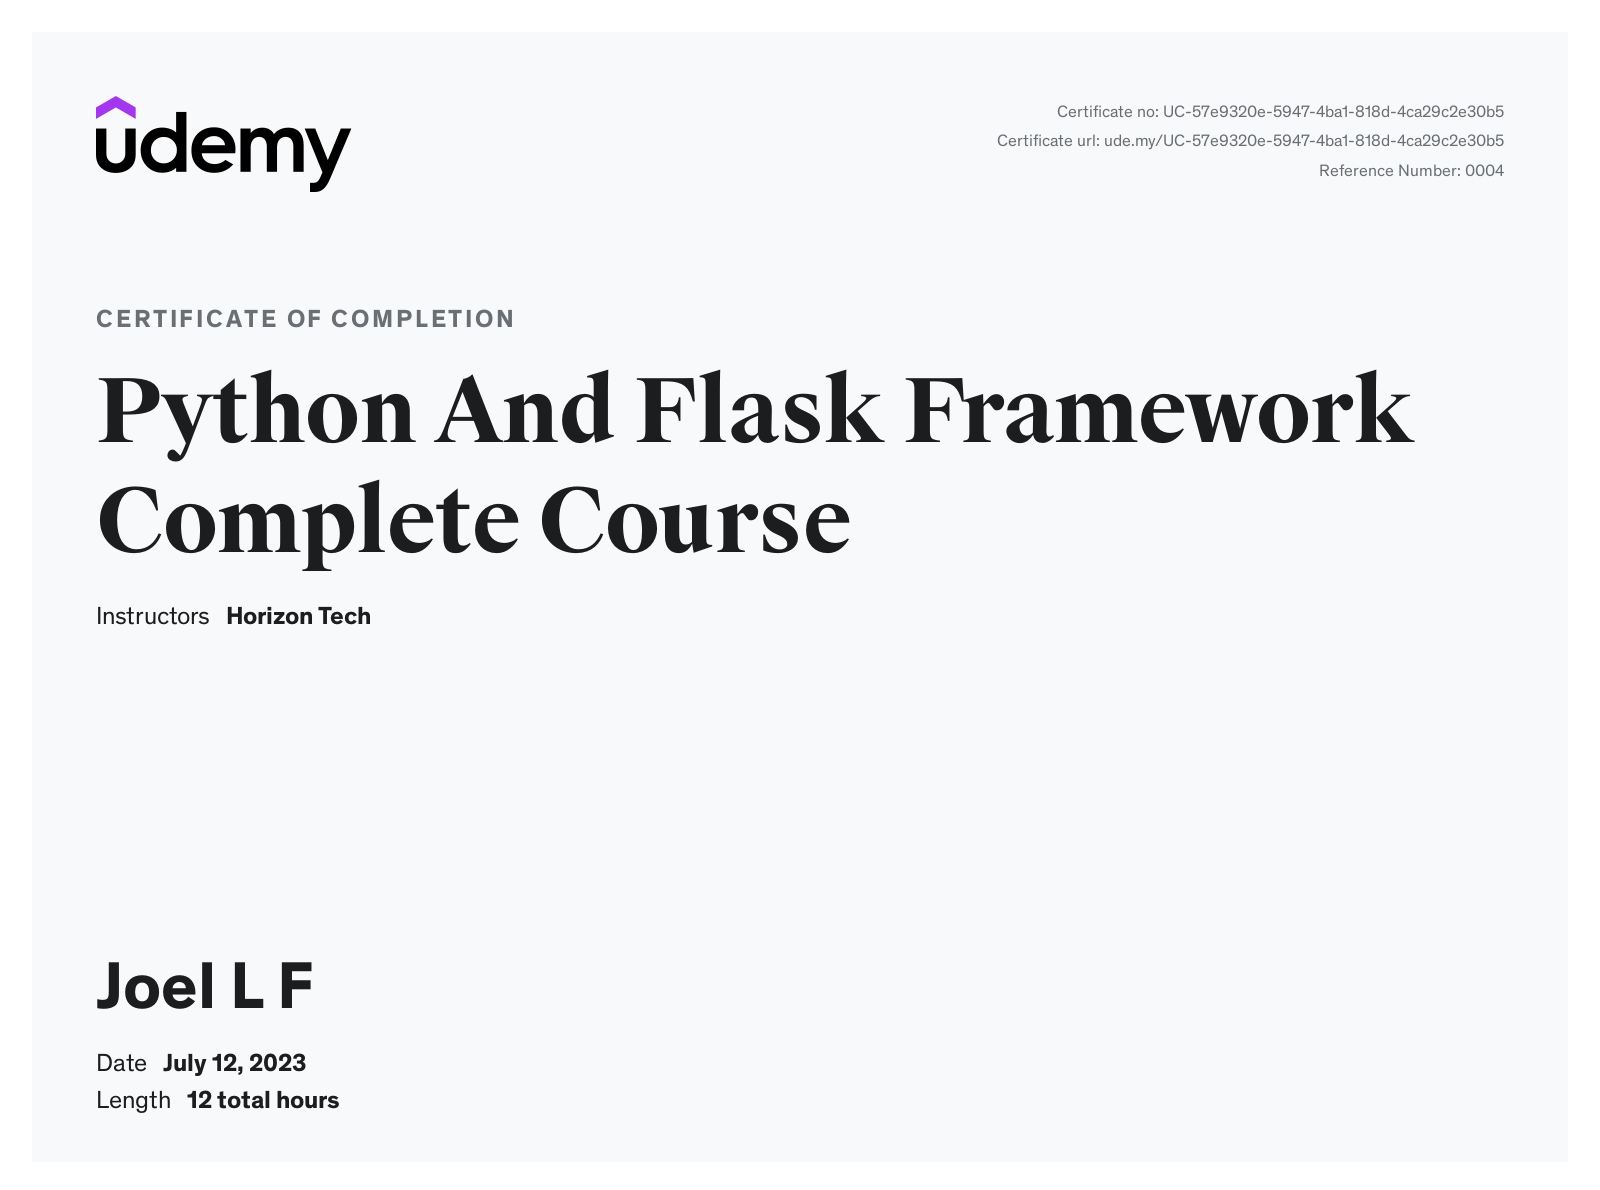 udemy
Certificate no: UC-57e9320e-5947-4ba1-818d-4ca29c2e30b5
Certificate url: ude.my/UC-57e9320e-5947-4ba1-818d-4ca29c2e30b5
Reference Number: 0004
CERTIFICATE OF COMPLETION
Python And Flask Framework
Complete Course
Instructors Horizon Tech
Joel L F
Date July 12, 2023
Length 12 total hours